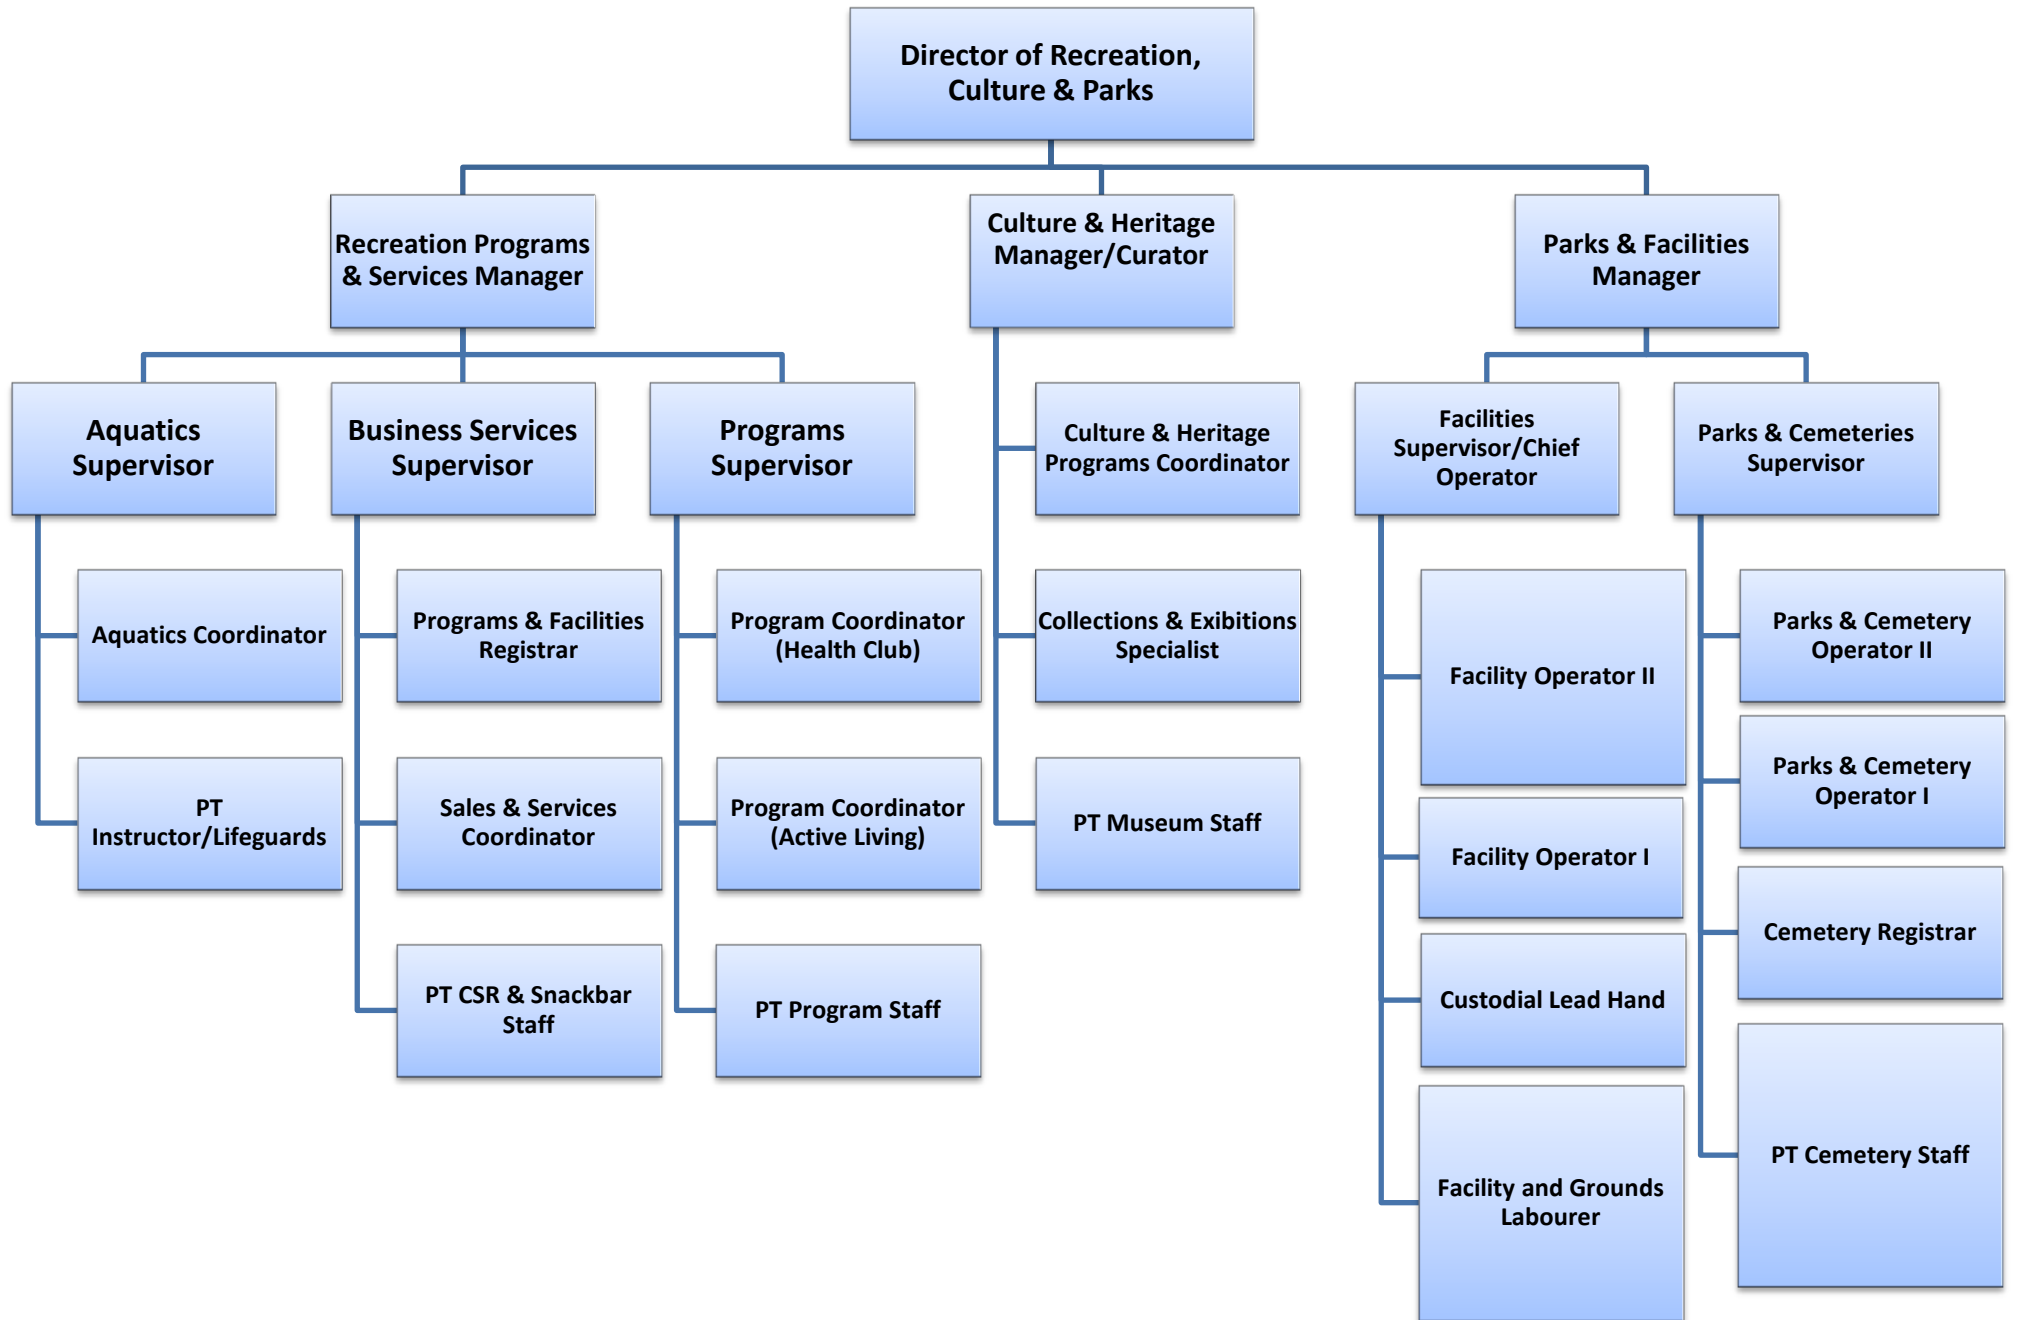 Director of Recreation,
Culture & Parks
Recreation Programs
& Services Manager
Culture & Heritage
Manager/Curator
Parks & Facilities
Manager
Aquatics
Supervisor
Business Services
Supervisor
Programs
Supervisor
Culture & Heritage
Programs Coordinator
Facilities
Supervisor/Chief
Operator
Parks & Cemeteries
Supervisor
Aquatics Coordinator
Programs & Facilities
Registrar
Program Coordinator
(Health Club)
Collections & Exibitions
Specialist
Facility Operator II
Parks & Cemetery
Operator II
Parks & Cemetery
Operator I
PT
Instructor/Lifeguards
Sales & Services
Coordinator
Program Coordinator
(Active Living)
PT Museum Staff
Facility Operator I
Cemetery Registrar
PT CSR & Snackbar
Staff
PT Program Staff
Custodial Lead Hand
PT Cemetery Staff
Facility and Grounds
Labourer